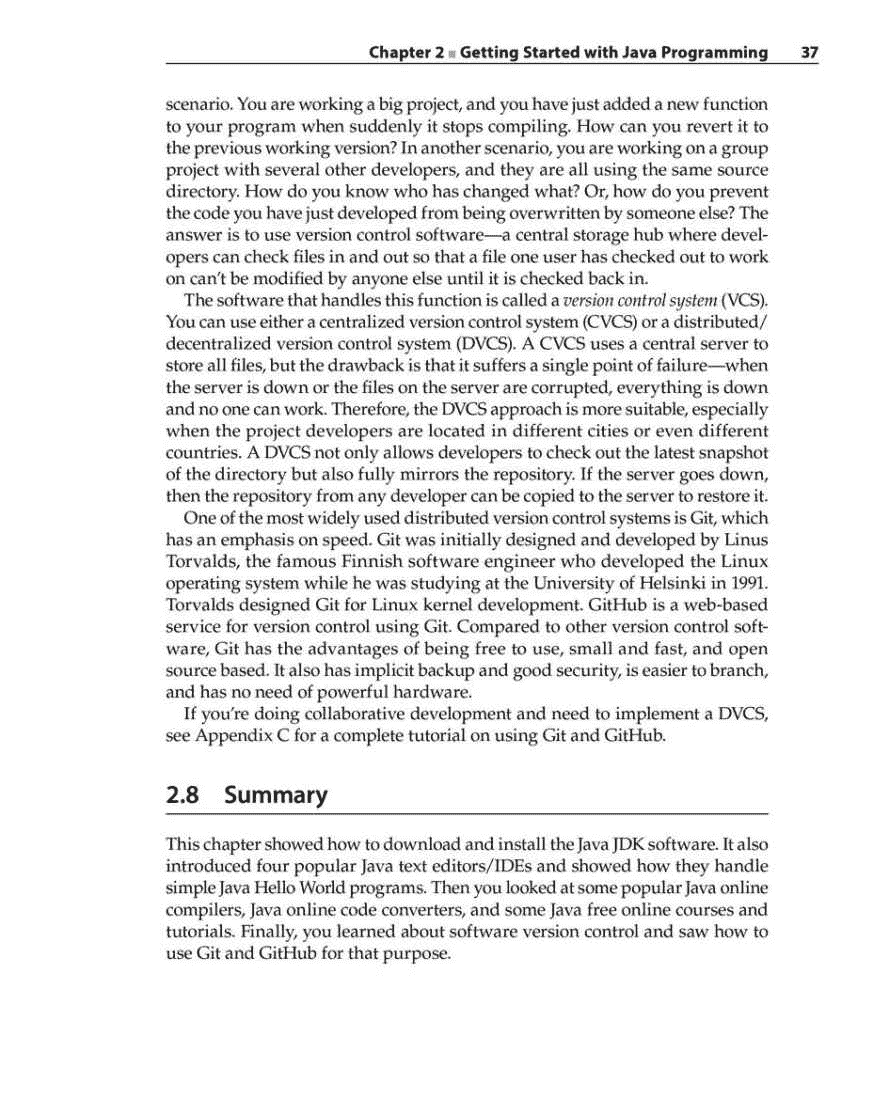 Chapter 2 ■ Getting Started with Java Programming 37
scenario. You are working a big project, and you have just added a new function
to your program when suddenly it stops compiling. How can you revert it to
the previous working version? In another scenario, you are working on a group
project with several other developers, and they are all using the same source
directory. How do you know who has changed what? Or, how do you prevent
the code you have just developed from being overwritten by someone else? The
answer is to use version control software—a central storage hub where devel-
opers can check files in and out so that a file one user has checked out to work
on can't be modified by anyone else until it is checked back in.
The software that handles this function is called a version control system (VCS).
You can use either a centralized version control system (CVCS) or a distributed/
decentralized version control system (DVCS). A CVCS uses a central server to
store all files, but the drawback is that it suffers a single point of failure—when
the server is down or the files on the server are corrupted, everything is down
and no one can work. Therefore, the DVCS approach is more suitable, especially
when the project developers are located in different cities or even different
countries. A DVCS not only allows developers to check out the latest snapshot
of the directory but also fully mirrors the repository. If the server goes down,
then the repository from any developer can be copied to the server to restore it.
One of the most widely used distributed version control systems is Git, which
has an emphasis on speed. Git was initially designed and developed by Linus
Torvalds, the famous Finnish software engineer who developed the Linux
operating system while he was studying at the University of Helsinki in 1991.
Torvalds designed Git for Linux kernel development. GitHub is a web-based
service for version control using Git. Compared to other version control soft-
ware, Git has the advantages of being free to use, small and fast, and open
source based. It also has implicit backup and good security, is easier to branch,
and has no need of powerful hardware.
If you're doing collaborative development and need to implement a DVCS,
see Appendix C for a complete tutorial on using Git and GitHub.
2.8 Summary
This chapter showed how to download and install the Java JDK software. It also
introduced four popular Java text editors/IDEs and showed how they handle
simple Java Hello World programs. Then you looked at some popular Java online
compilers, Java online code converters, and some Java free online courses and
tutorials. Finally, you learned about software version control and saw how to
use Git and GitHub for that purpose.